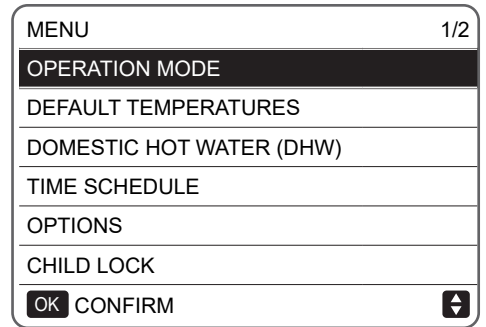 MENU 1/2
OPERATION MODE
DEFAULT TEMPERATURES
DOMESTIC HOT WATER (DHW)
TIME SCHEDULE
OPTIONS
CHILD LOCK
OK CONFIRM